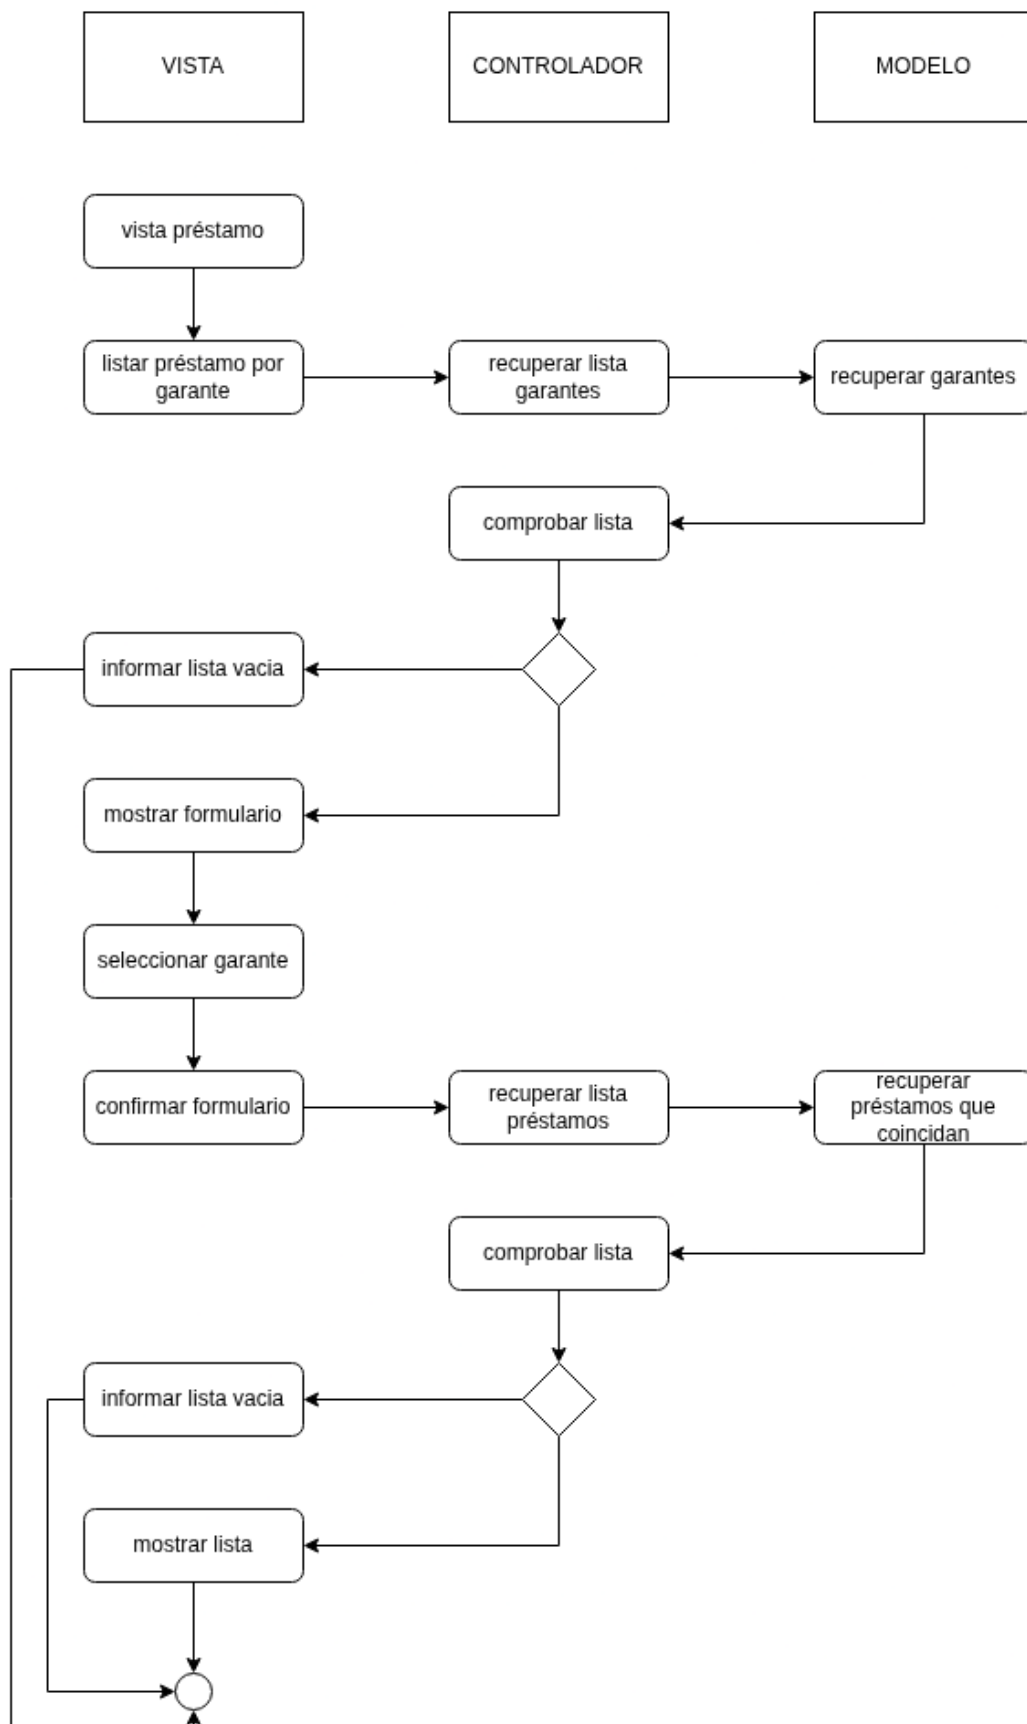 VISTA
CONTROLADOR
MODELO
vista préstamo
listar préstamo por
garante
recuperar lista
garantes
recuperar garantes
comprobar lista
informar lista vacia
mostrar formulario
seleccionar garante
confirmar formulario
recuperar lista
préstamos
recuperar
préstamos que
coincidan
comprobar lista
informar lista vacia
mostrar lista